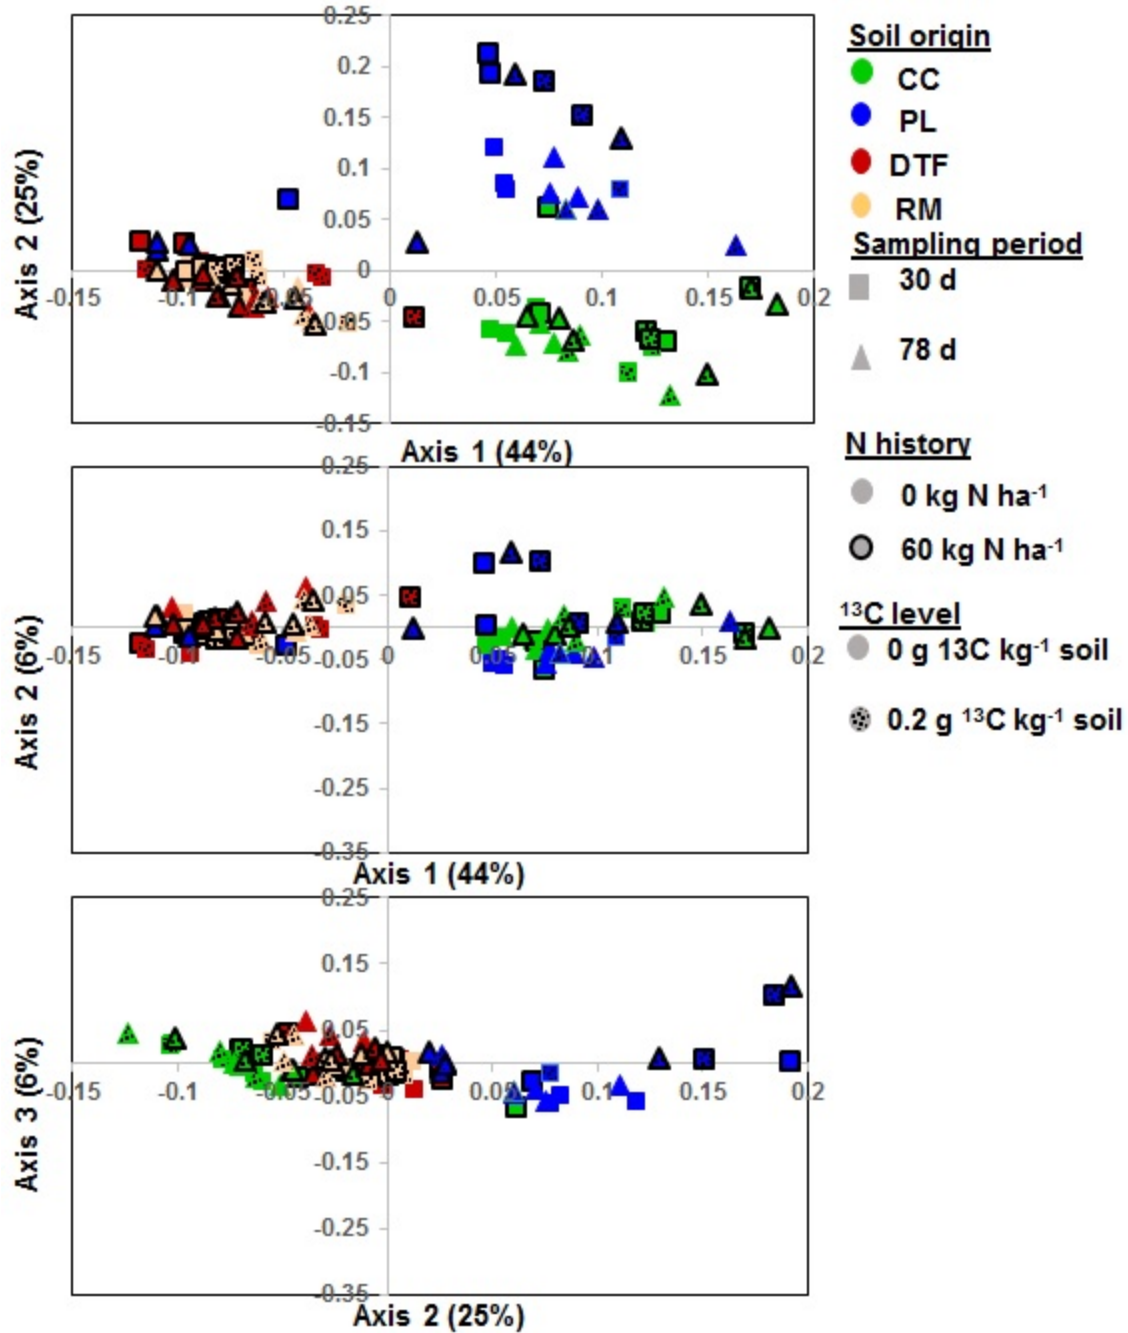 0.25
0.2
0.15
0.1
0.05
0
-0.15
-0.1
-0.05
0.05
0.1
0.15
0.2
-0.05
-0.1
-0.15
Axis 2 (25%)
Axis 1 (44%)
0.25
0.15
0.05
-0.15
-0.1
-0.05
0.05
0.1
0.15
0.2
-0.05
-0.15
-0.25
-0.35
Axis 2 (6%)
Axis 1 (44%)
0.25
0.15
0.05
-0.15
-0.1
-0.05
0.05
0.1
0.15
0.2
-0.05
-0.15
-0.25
-0.35
Axis 3 (6%)
Axis 2 (25%)
Soil origin
CC
PL
DTF
RM
Sampling period
30 d
78 d
N history
0 kg N ha⁻¹
60 kg N ha⁻¹
¹³C level
0 g 13C kg⁻¹ soil
0.2 g ¹³C kg⁻¹ soil